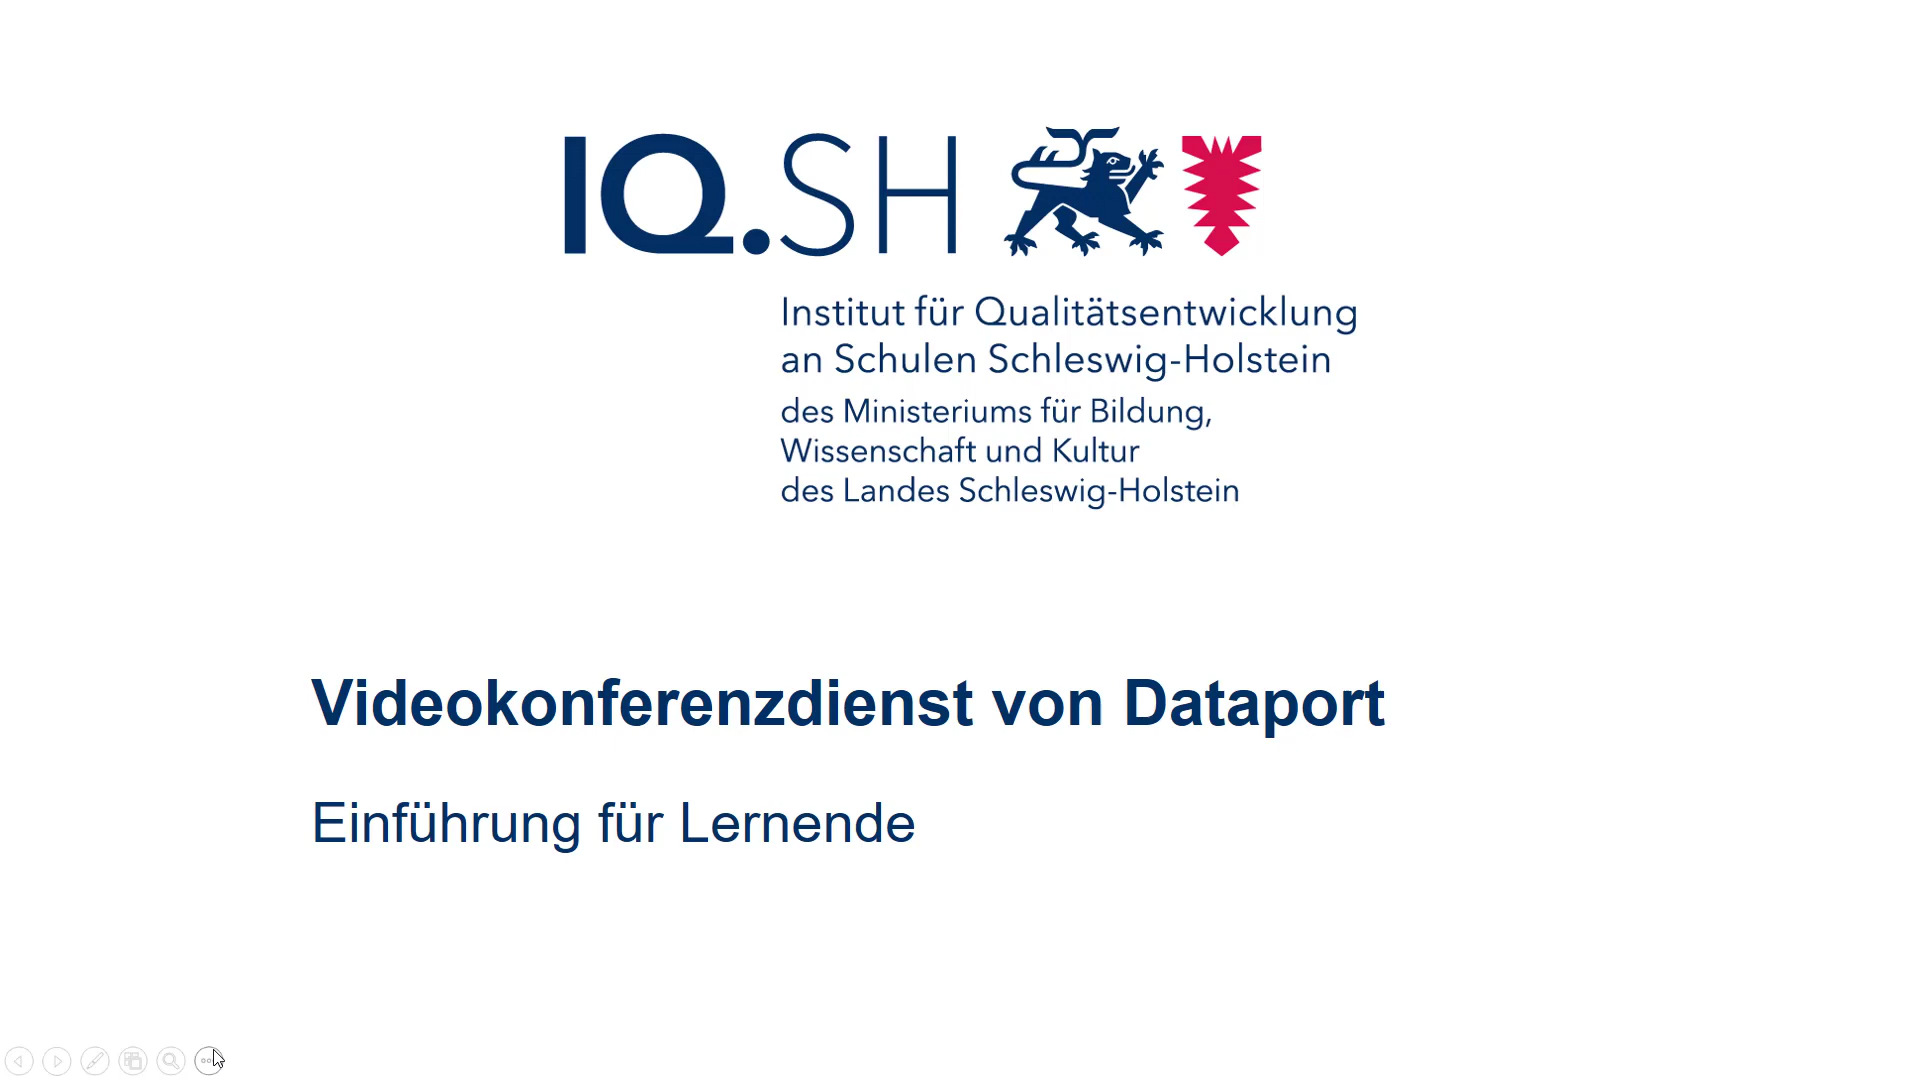 IQ.SH
Institut für Qualitätsentwicklung
an Schulen Schleswig-Holstein
des Ministeriums für Bildung,
Wissenschaft und Kultur
des Landes Schleswig-Holstein
Videokonferenzdienst von Dataport
Einführung für Lernende